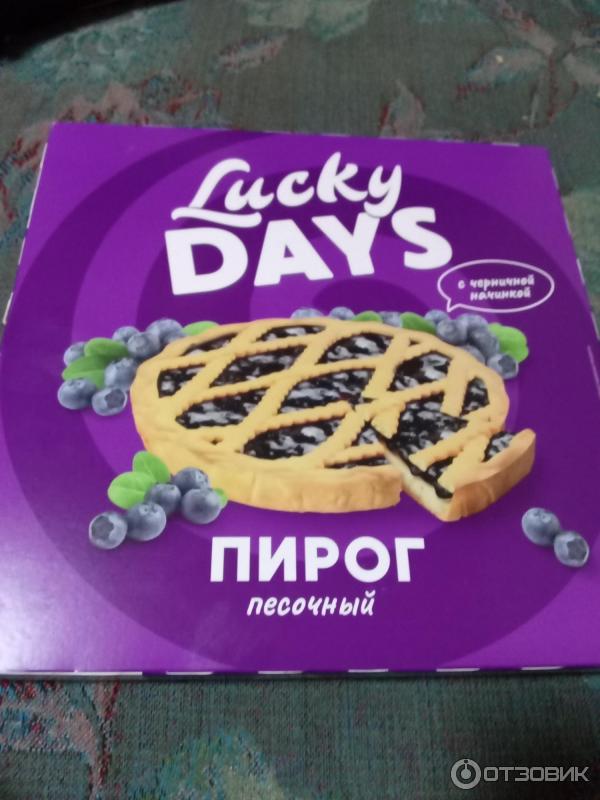 Lucky
DAYS
с черничной
начинкой
ПИРОГ
песочный
ОТЗОВИК